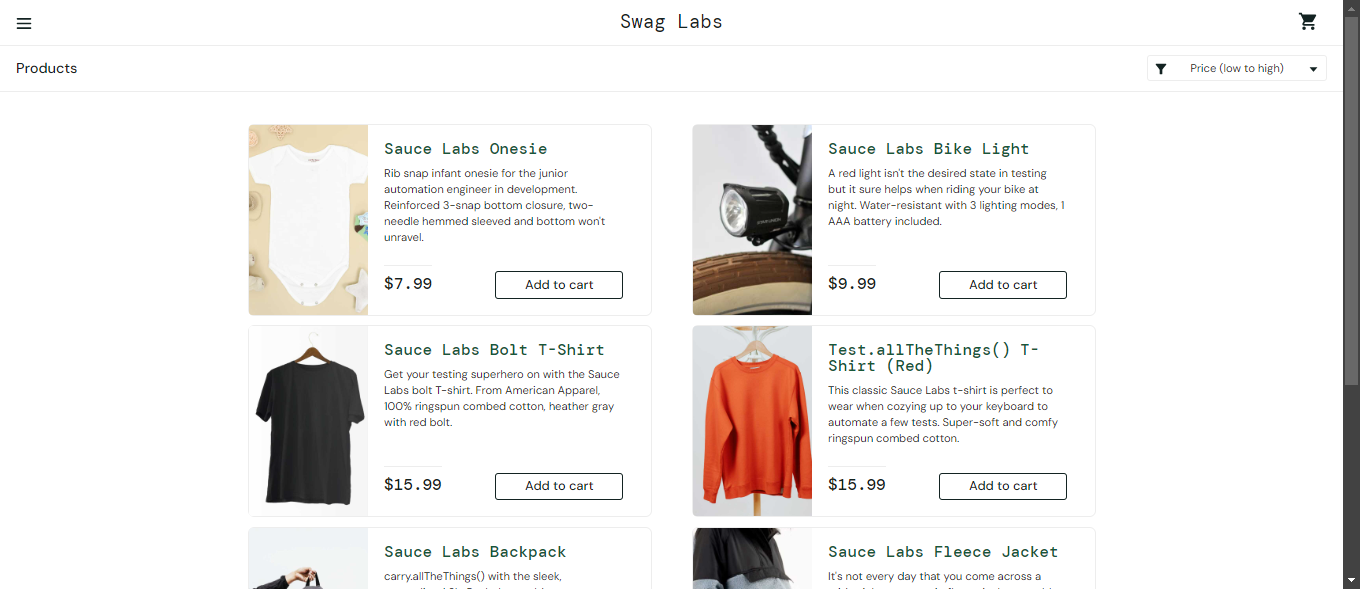 Swag Labs
Products
Price (low to high)
Sauce Labs Onesie
Rib snap infant onesie for the junior
automation engineer in development.
Reinforced 3-snap bottom closure, two-
needle hemmed sleeved and bottom won't
unravel.
$7.99
Add to cart
Sauce Labs Bike Light
A red light isn't the desired state in testing
but it sure helps when riding your bike at
night. Water-resistant with 3 lighting modes, 1
AAA battery included.
$9.99
Add to cart
Sauce Labs Bolt T-Shirt
Get your testing superhero on with the Sauce
Labs bolt T-shirt. From American Apparel,
100% ringspun combed cotton, heather gray
with red bolt.
$15.99
Add to cart
Test.allTheThings() T-
Shirt (Red)
This classic Sauce Labs t-shirt is perfect to
wear when cozying up to your keyboard to
automate a few tests. Super-soft and comfy
ringspun combed cotton.
$15.99
Add to cart
Sauce Labs Backpack
carry.allTheThings() with the sleek,
Sauce Labs Fleece Jacket
It's not every day that you come across a